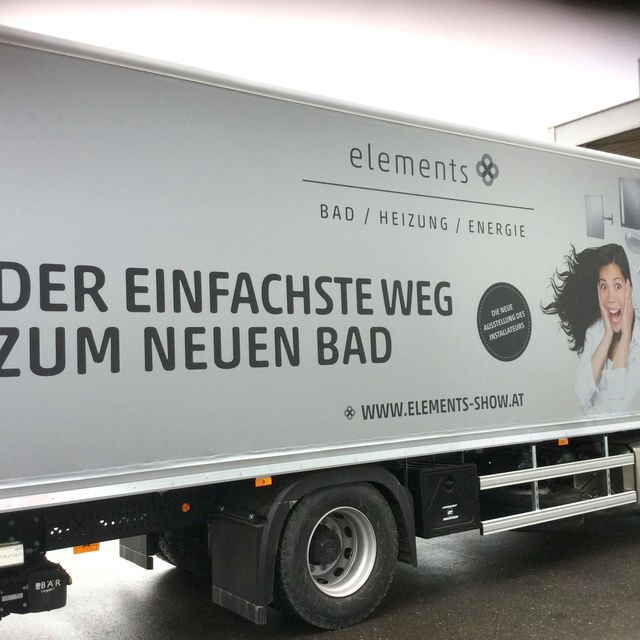 elements
BAD / HEIZUNG / ENERGIE
DER EINFACHSTE WEG
ZUM NEUEN BAD
DIE NEUE
AUSSTELLUNG DES
INSTALLATEURS
WWW.ELEMENTS-SHOW.AT
BÄR